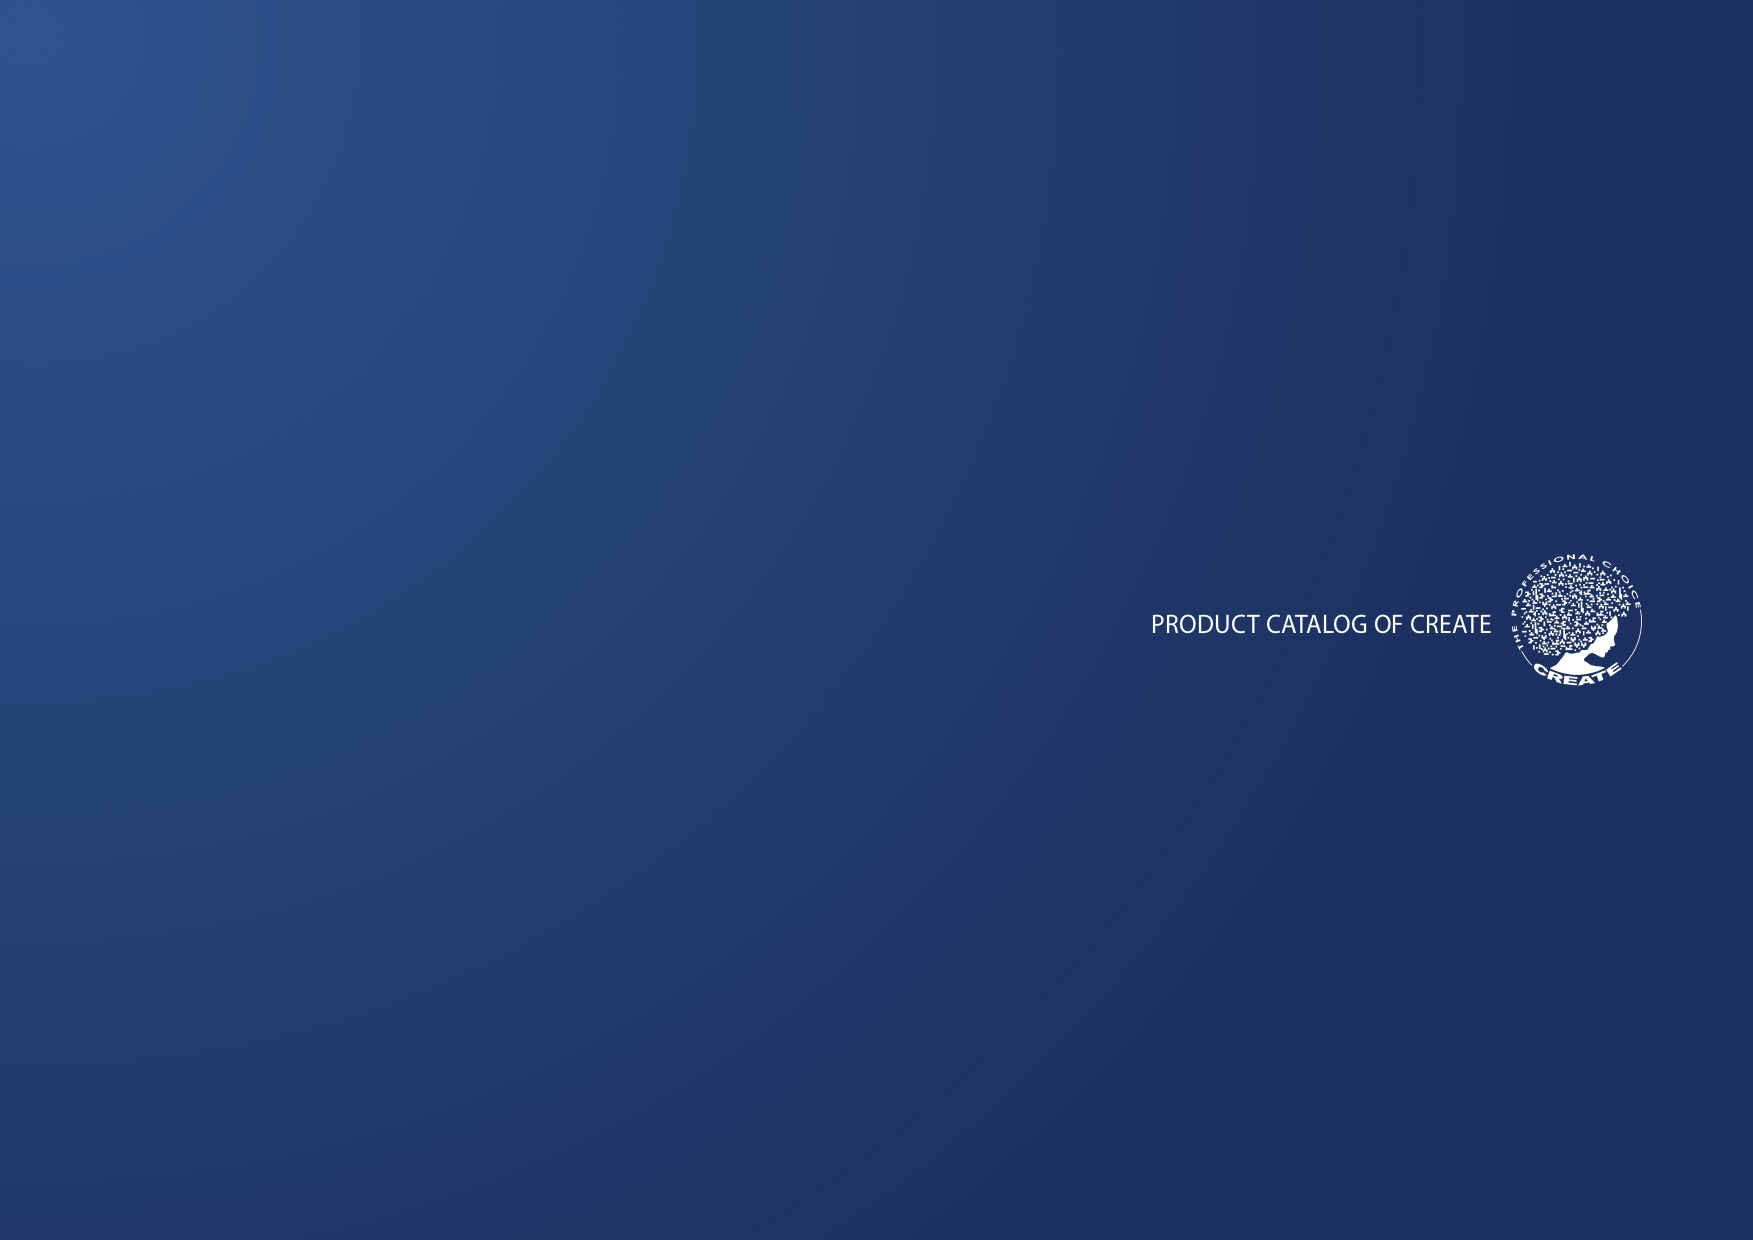 PRODUCT CATALOG OF CREATE
THE PROFESSIONAL CHOICE
CREATE